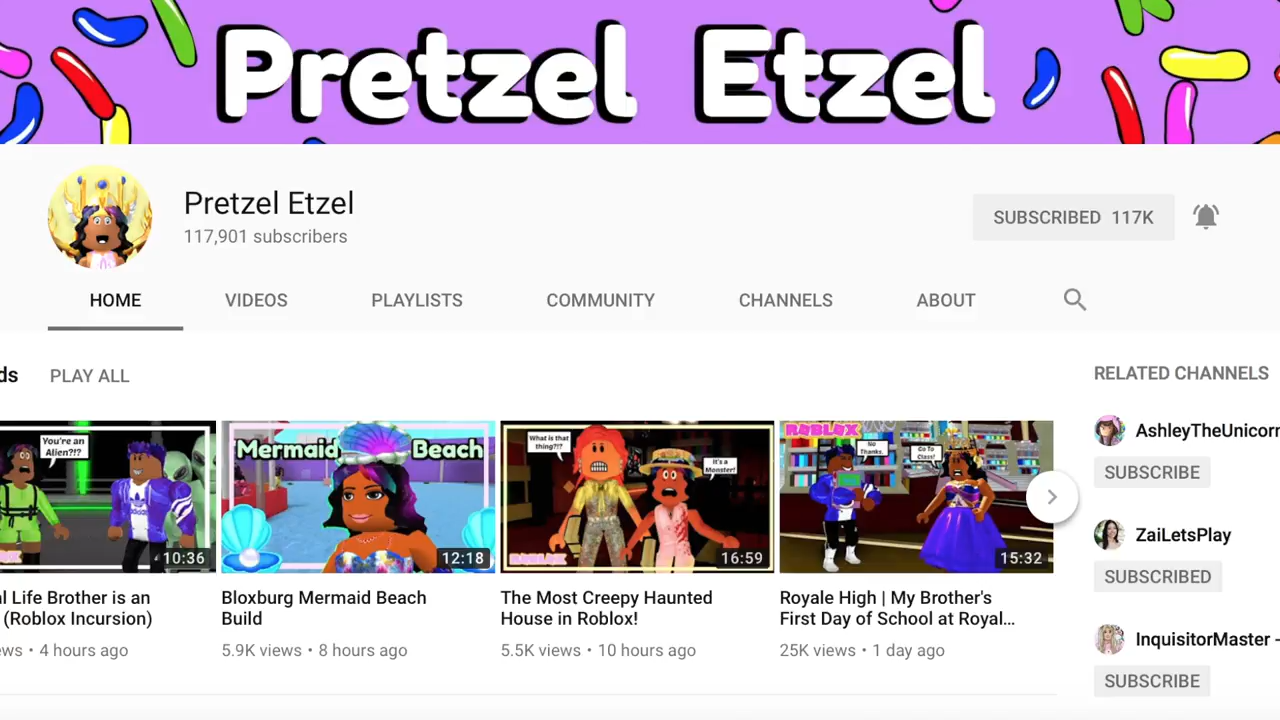 Pretzel Etzel
Pretzel Etzel
117,901 subscribers
SUBSCRIBED 117K
HOME VIDEOS PLAYLISTS COMMUNITY CHANNELS ABOUT
ds PLAY ALL
RELATED CHANNELS
You're an
Alien?!?
10:36
Mermaid Beach
12:18
What is that
thing?!?
It's a
Monster!
ROBLOX
16:59
ROBLOX
No
Thanks.
Go To
Class!
15:32
l Life Brother is an
(Roblox Incursion)
ews • 4 hours ago
Bloxburg Mermaid Beach
Build
5.9K views • 8 hours ago
The Most Creepy Haunted
House in Roblox!
5.5K views • 10 hours ago
Royale High | My Brother's
First Day of School at Royal...
25K views • 1 day ago
AshleyTheUnicorn
SUBSCRIBE
ZaiLetsPlay
SUBSCRIBED
InquisitorMaster -
SUBSCRIBE